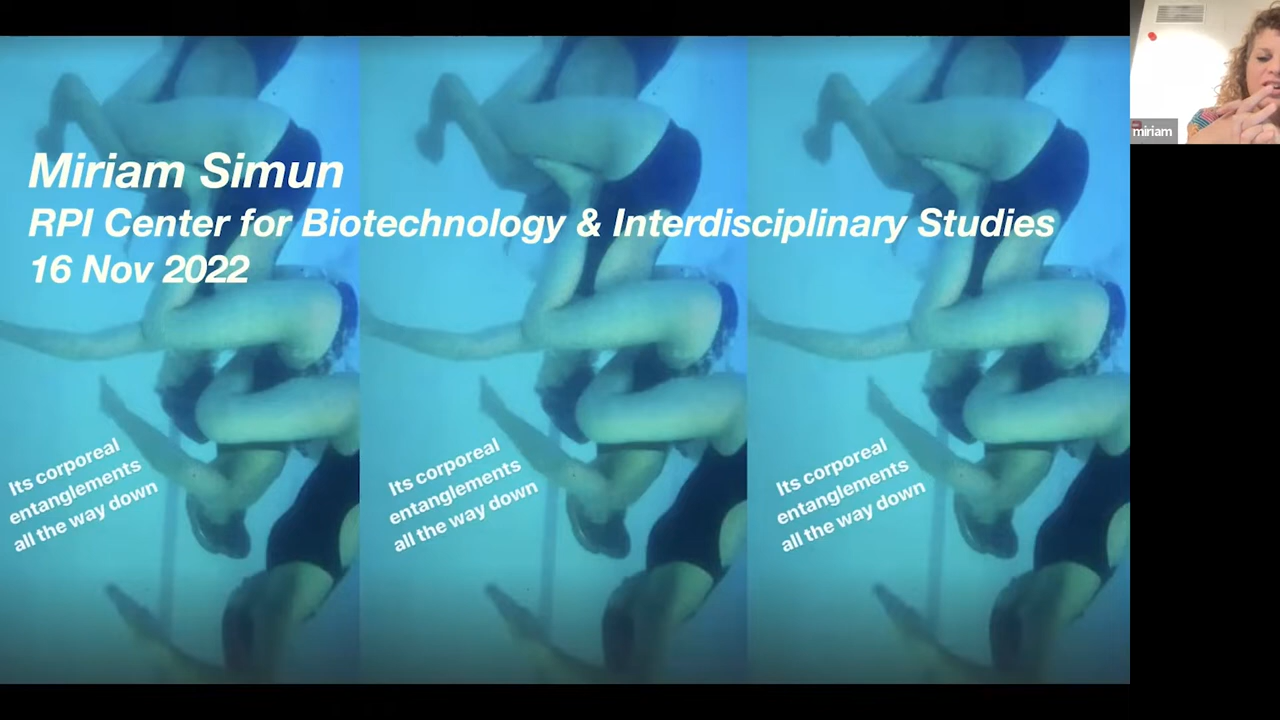 Miriam Simun
RPI Center for Biotechnology & Interdisciplinary Studies
16 Nov 2022
Its corporeal
entanglements
all the way down
Its corporeal
entanglements
all the way down
Its corporeal
entanglements
all the way down
miriam